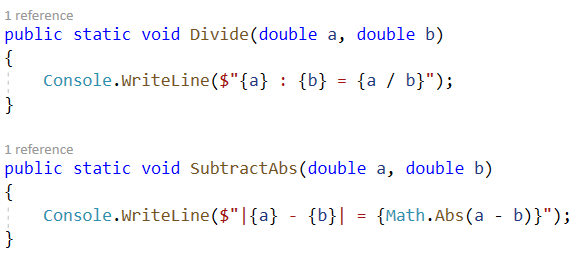 1 reference
public static void Divide(double a, double b)
{
    Console.WriteLine($"{a} : {b} = {a / b}");
}
1 reference
public static void SubtractAbs(double a, double b)
{
    Console.WriteLine($"|{a} - {b}| = {Math.Abs(a - b)}");
}